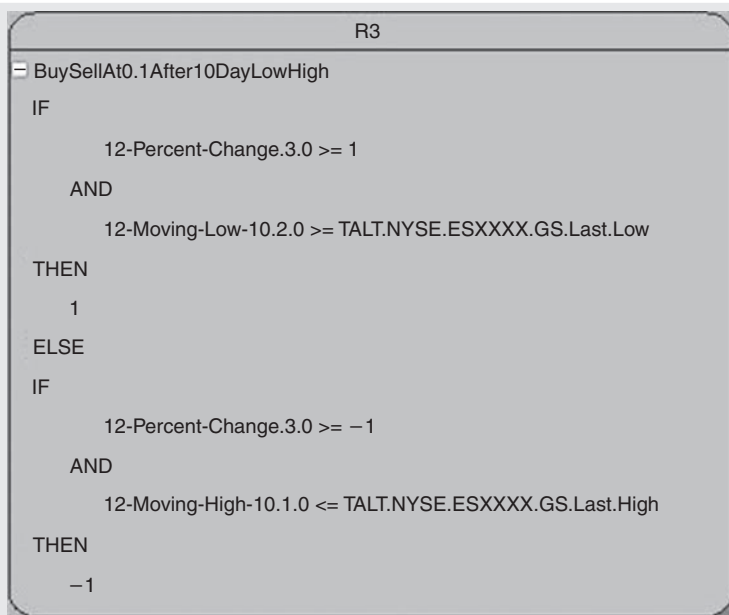 R3
BuySellAt0.1After10DayLowHigh
IF
12-Percent-Change.3.0 >= 1
AND
12-Moving-Low-10.2.0 >= TALT.NYSE.ESXXXX.GS.Last.Low
THEN
1
ELSE
IF
12-Percent-Change.3.0 >= −1
AND
12-Moving-High-10.1.0 <= TALT.NYSE.ESXXXX.GS.Last.High
THEN
−1